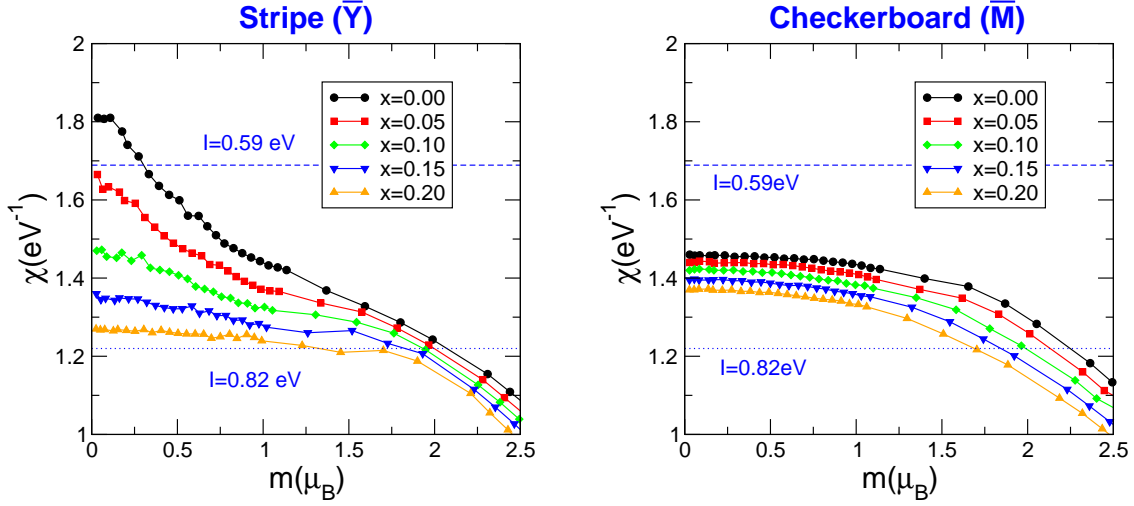 Stripe (Y̅)
2
1.8
1.6
1.4
1.2
1
χ(eV⁻¹)
0
0.5
1
1.5
2
2.5
m(μ_B)
x=0.00
x=0.05
x=0.10
x=0.15
x=0.20
I=0.59 eV
I=0.82 eV
Checkerboard (M̅)
2
1.8
1.6
1.4
1.2
1
χ(eV⁻¹)
0
0.5
1
1.5
2
2.5
m(μ_B)
x=0.00
x=0.05
x=0.10
x=0.15
x=0.20
I=0.59eV
I=0.82eV